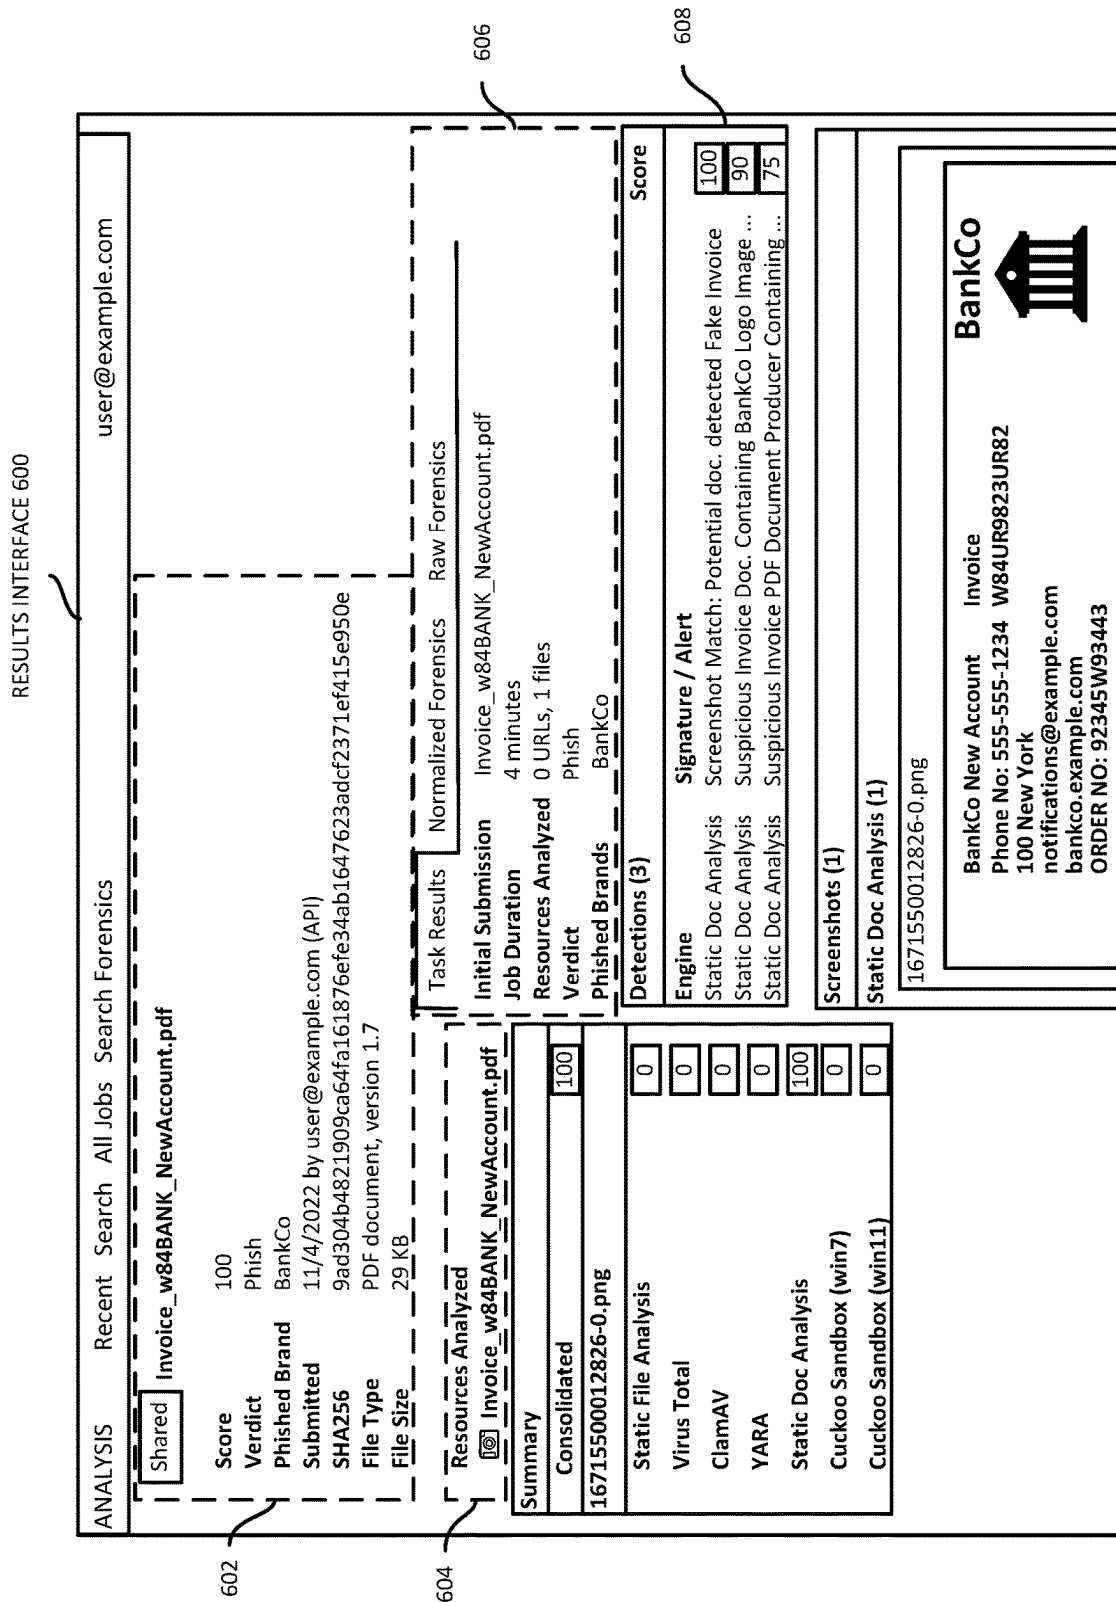 RESULTS INTERFACE 600
ANALYSIS Recent Search All Jobs Search Forensics user@example.com
Shared Invoice_w84BANK_NewAccount.pdf
Score 100
Verdict Phish
Phished Brand BankCo
Submitted 11/4/2022 by user@example.com (API)
SHA256 9ad304b4821909ca64fa161876efe34ab1647623adcf2371ef415e950e
File Type PDF document, version 1.7
File Size 29 KB
602
Resources Analyzed
Invoice_w84BANK_NewAccount.pdf
604
Summary
Consolidated 100
1671550012826-0.png
Static File Analysis 0
Virus Total 0
ClamAV 0
YARA 0
Static Doc Analysis 100
Cuckoo Sandbox (win7) 0
Cuckoo Sandbox (win11) 0
Task Results Normalized Forensics Raw Forensics
Initial Submission Invoice_w84BANK_NewAccount.pdf
Job Duration 4 minutes
Resources Analyzed 0 URLs, 1 files
Verdict Phish
Phished Brands BankCo
606
Detections (3) Score
Engine Signature / Alert
Static Doc Analysis Screenshot Match: Potential doc. detected Fake Invoice 100
Static Doc Analysis Suspicious Invoice Doc. Containing BankCo Logo Image ... 90
Static Doc Analysis Suspicious Invoice PDF Document Producer Containing ... 75
608
Screenshots (1)
Static Doc Analysis (1)
1671550012826-0.png
BankCo
BankCo New Account Invoice
Phone No: 555-555-1234 W84UR9823UR82
100 New York
notifications@example.com
bankco.example.com
ORDER NO: 92345W93443